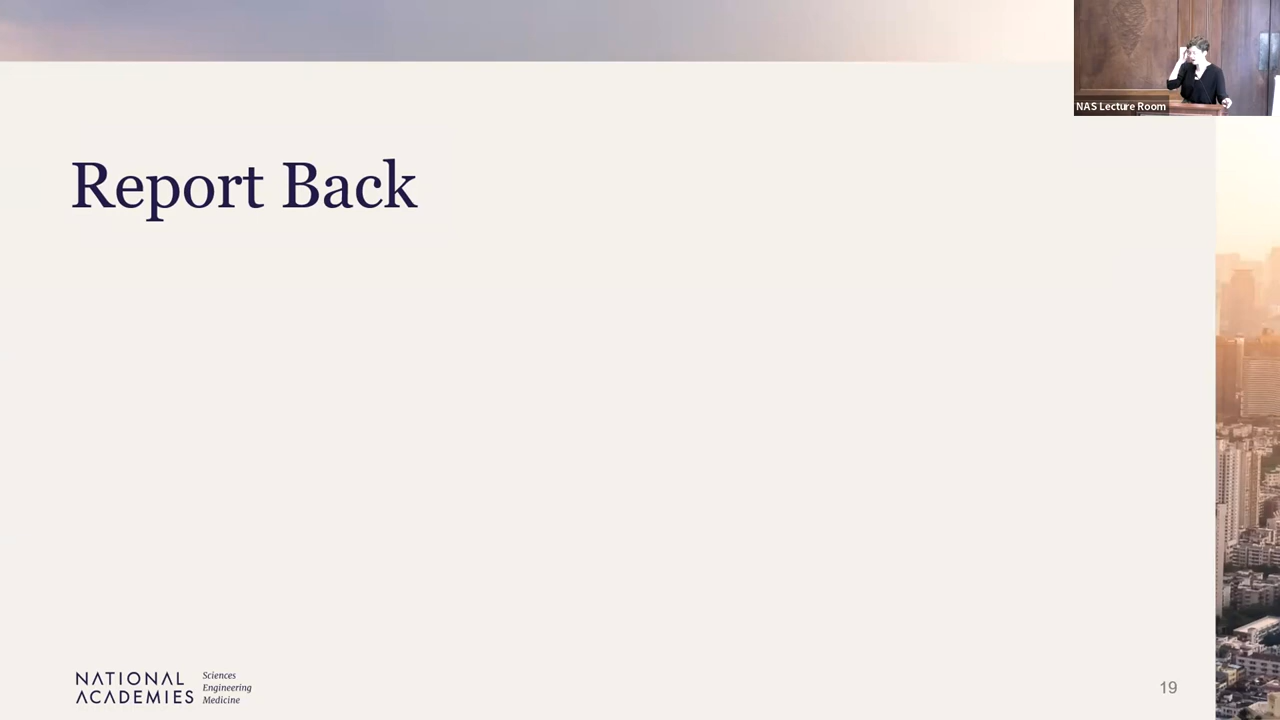 NAS Lecture Room
Report Back
NATIONAL
ACADEMIES
Sciences
Engineering
Medicine
19